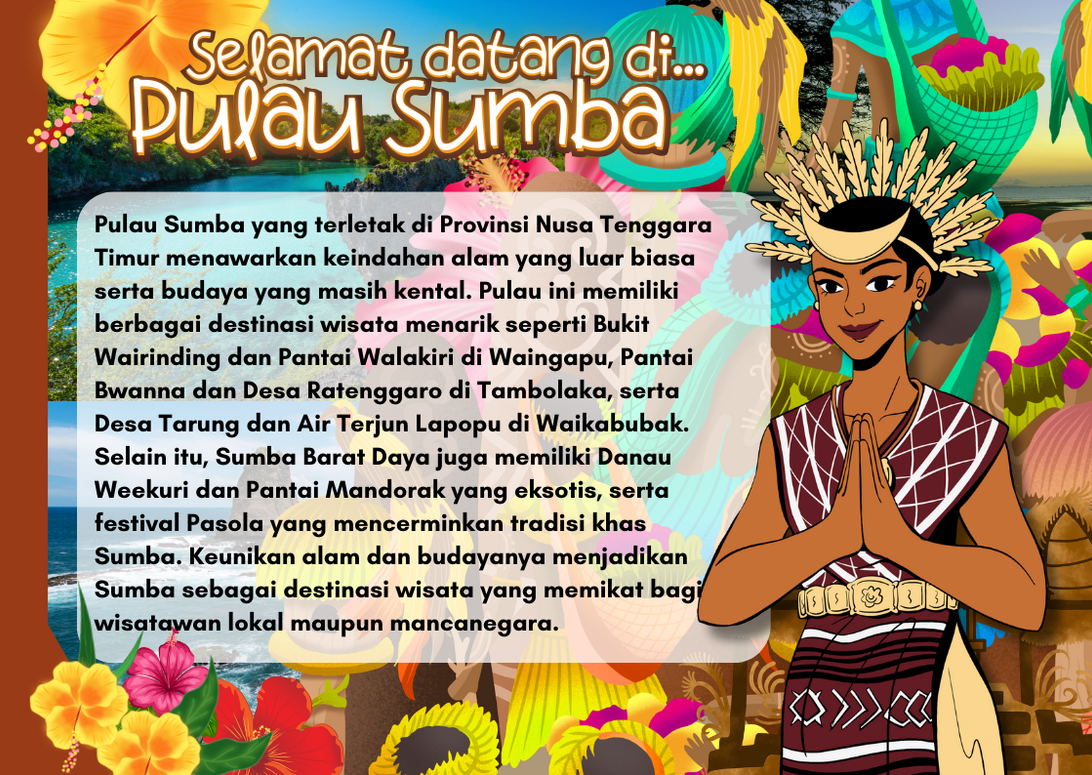 Selamat datang di...
Pulau Sumba
Pulau Sumba yang terletak di Provinsi Nusa Tenggara
Timur menawarkan keindahan alam yang luar biasa
serta budaya yang masih kental. Pulau ini memiliki
berbagai destinasi wisata menarik seperti Bukit
Wairinding dan Pantai Walakiri di Waingapu, Pantai
Bwanna dan Desa Ratenggaro di Tambolaka, serta
Desa Tarung dan Air Terjun Lapopu di Waikabubak.
Selain itu, Sumba Barat Daya juga memiliki Danau
Weekuri dan Pantai Mandorak yang eksotis, serta
festival Pasola yang mencerminkan tradisi khas
Sumba. Keunikan alam dan budayanya menjadikan
Sumba sebagai destinasi wisata yang memikat bagi
wisatawan lokal maupun mancanegara.